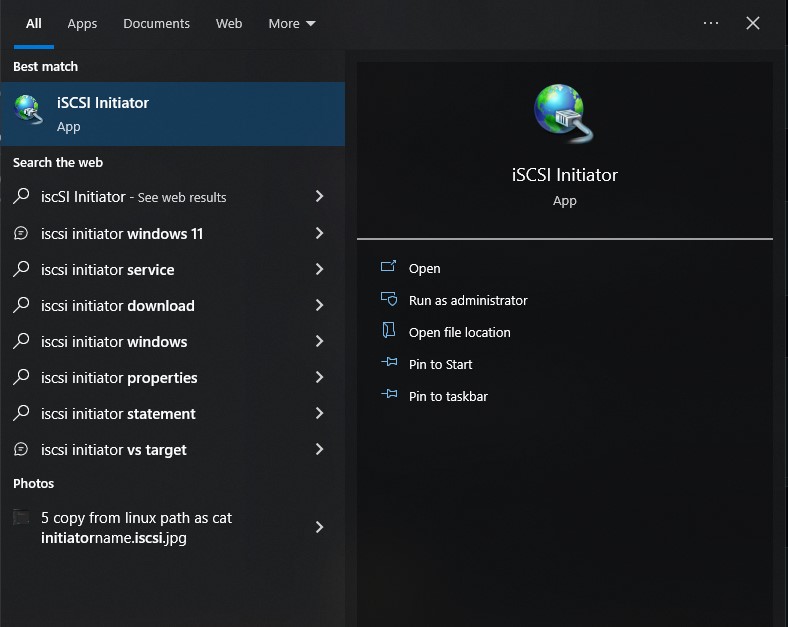 All Apps Documents Web More ...
Best match
iSCSI Initiator
App
Search the web
iscSI Initiator - See web results
iscsi initiator windows 11
iscsi initiator service
iscsi initiator download
iscsi initiator windows
iscsi initiator properties
iscsi initiator statement
iscsi initiator vs target
Photos
5 copy from linux path as cat
initiatorname.iscsi.jpg
iSCSI Initiator
App
Open
Run as administrator
Open file location
Pin to Start
Pin to taskbar